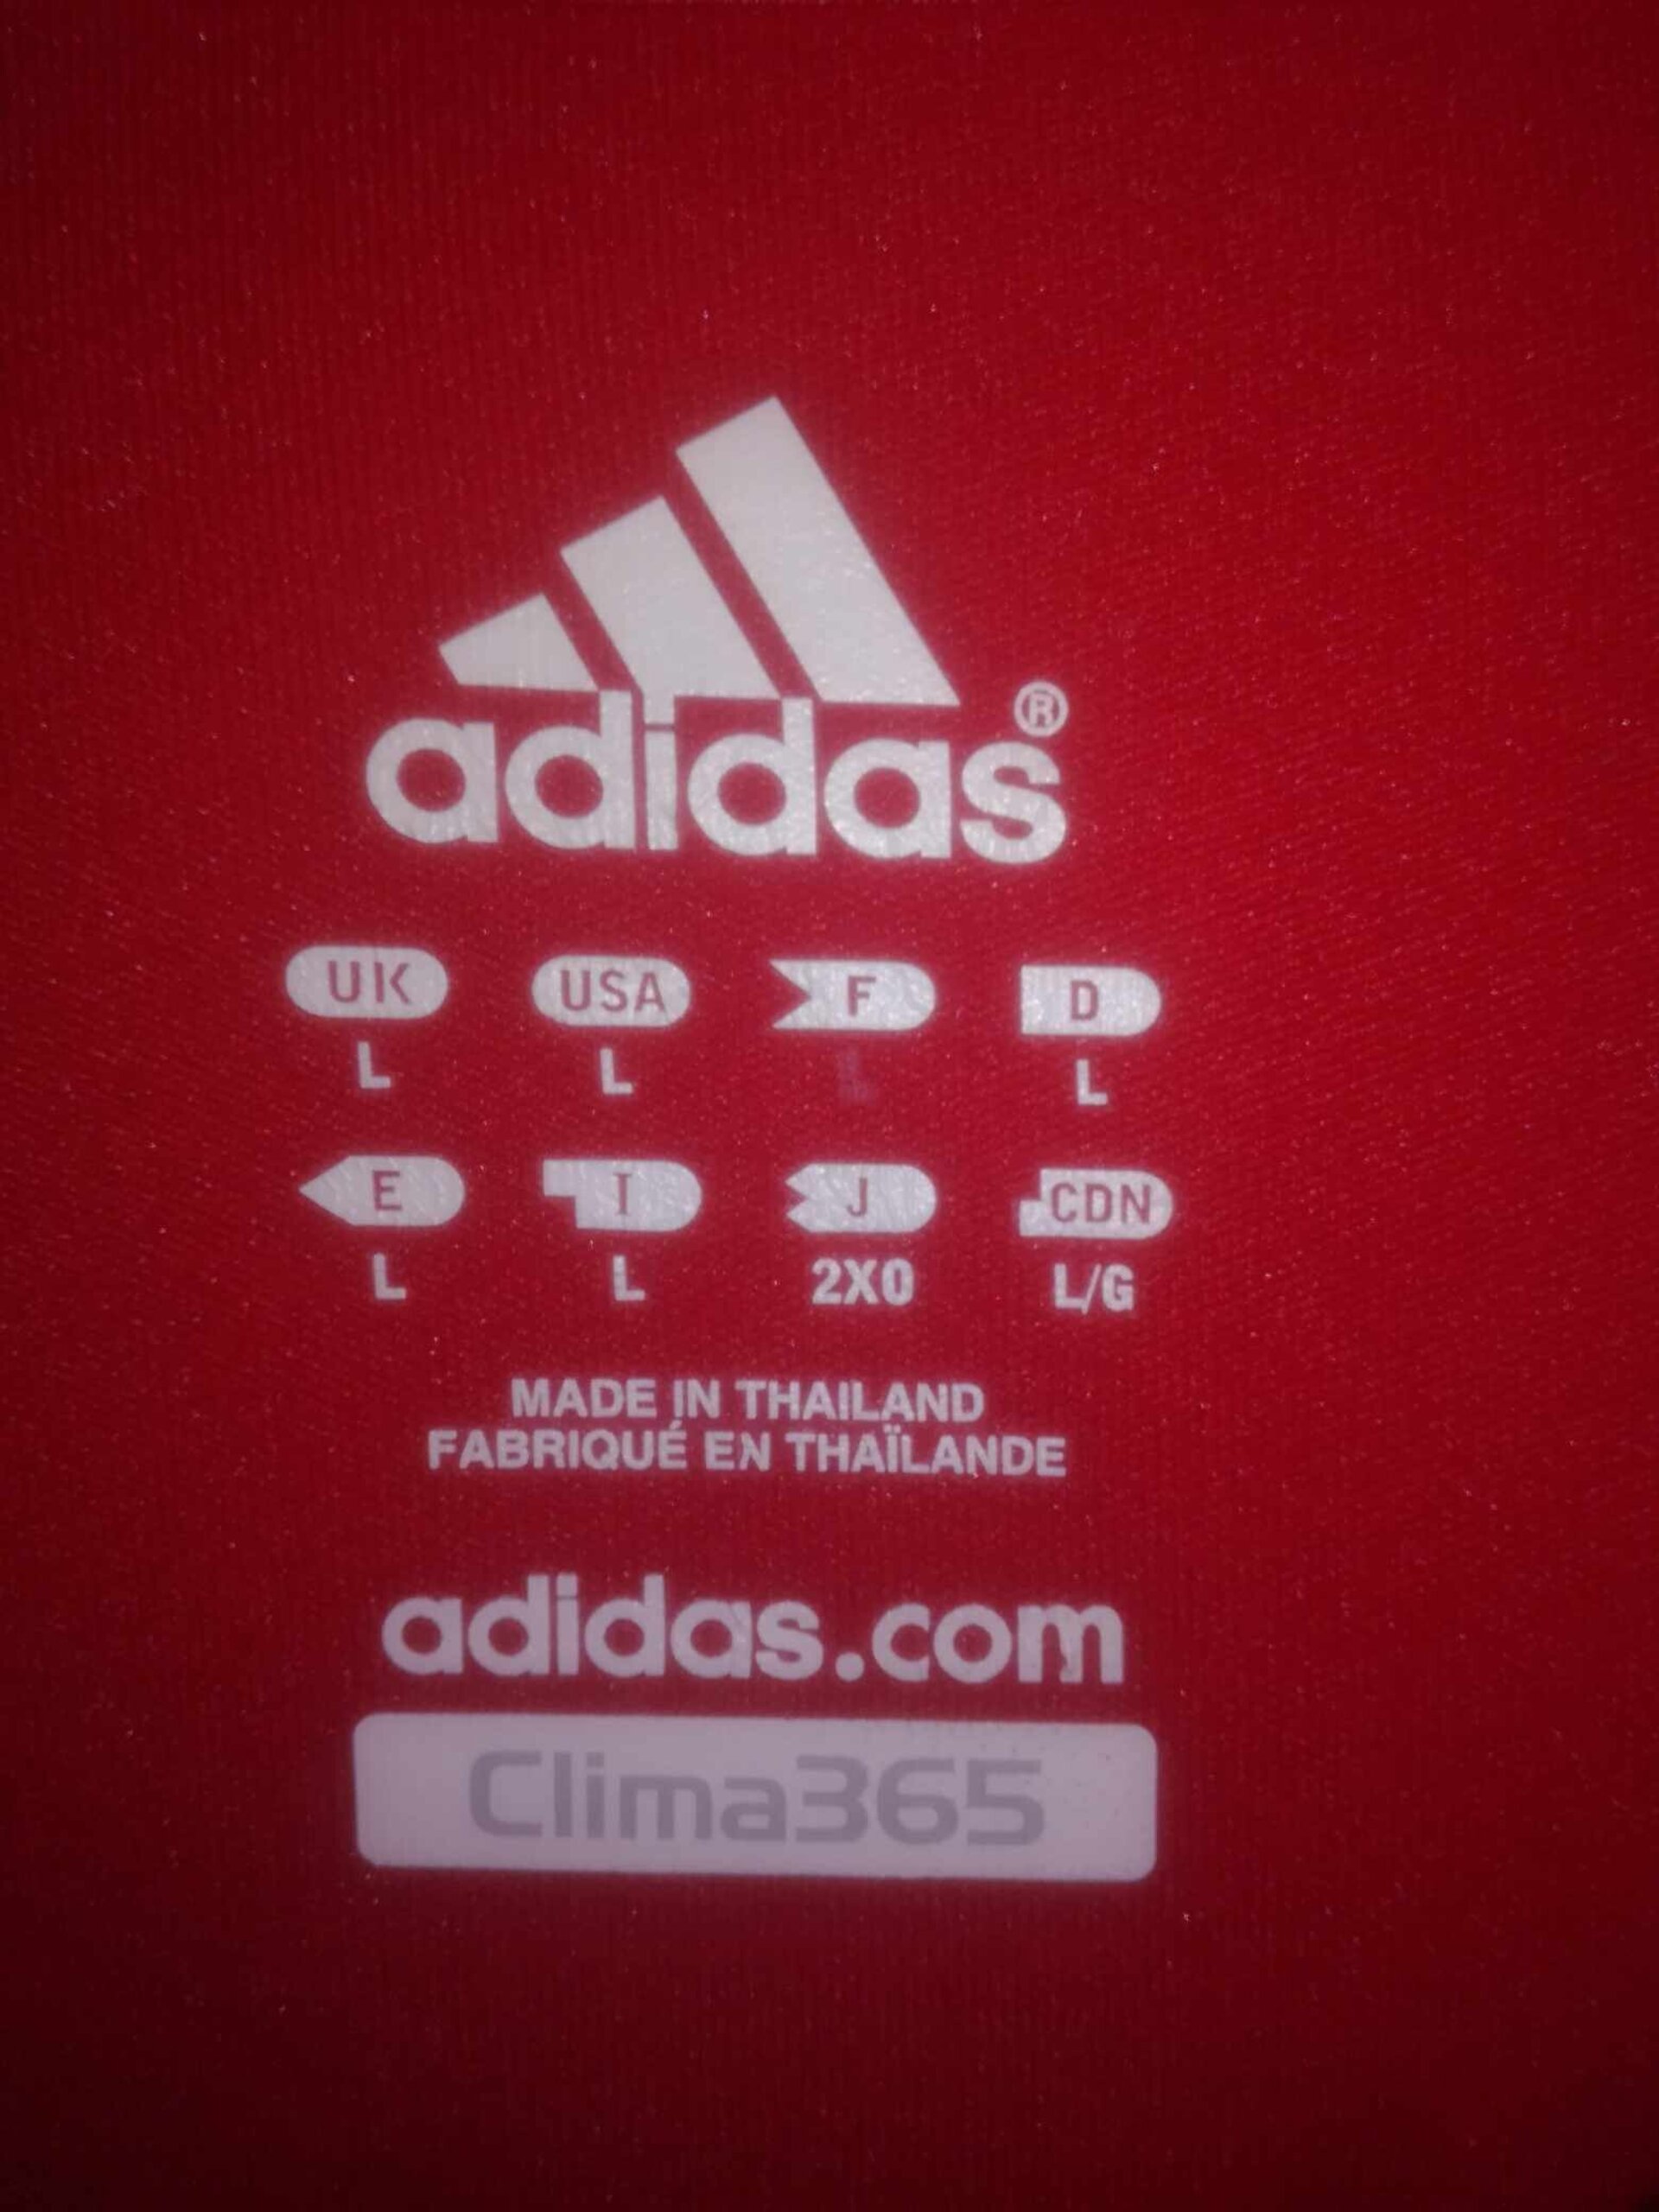 adidas®
UK USA F D
L L L L
E I J CDN
L L 2XO L/G
MADE IN THAILAND
FABRIQUÉ EN THAÏLANDE
adidas.com
Clima365